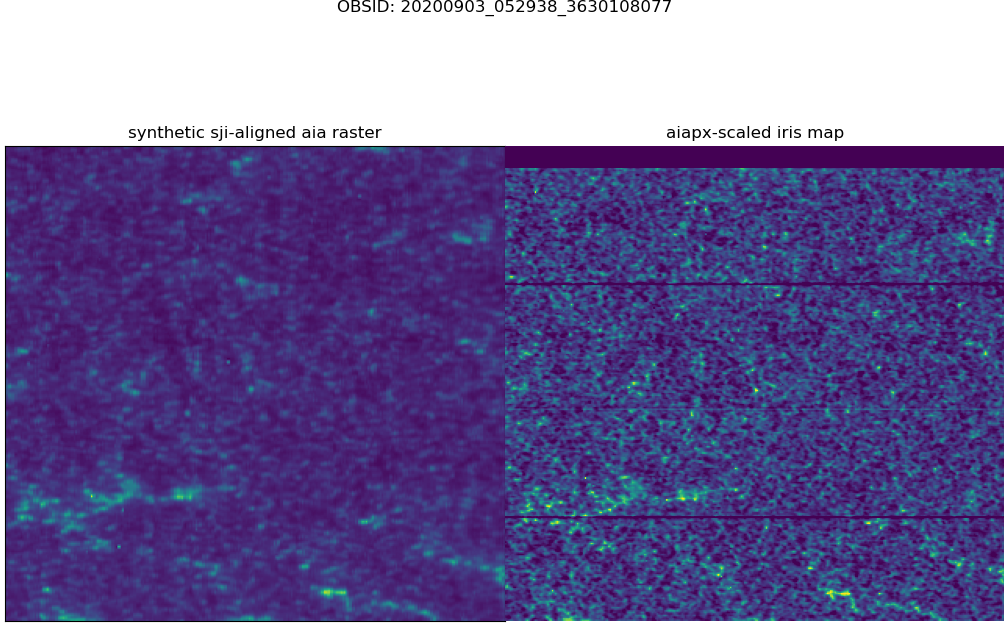 OBSID: 20200903_052938_3630108077
synthetic sji-aligned aia raster
aiapx-scaled iris map